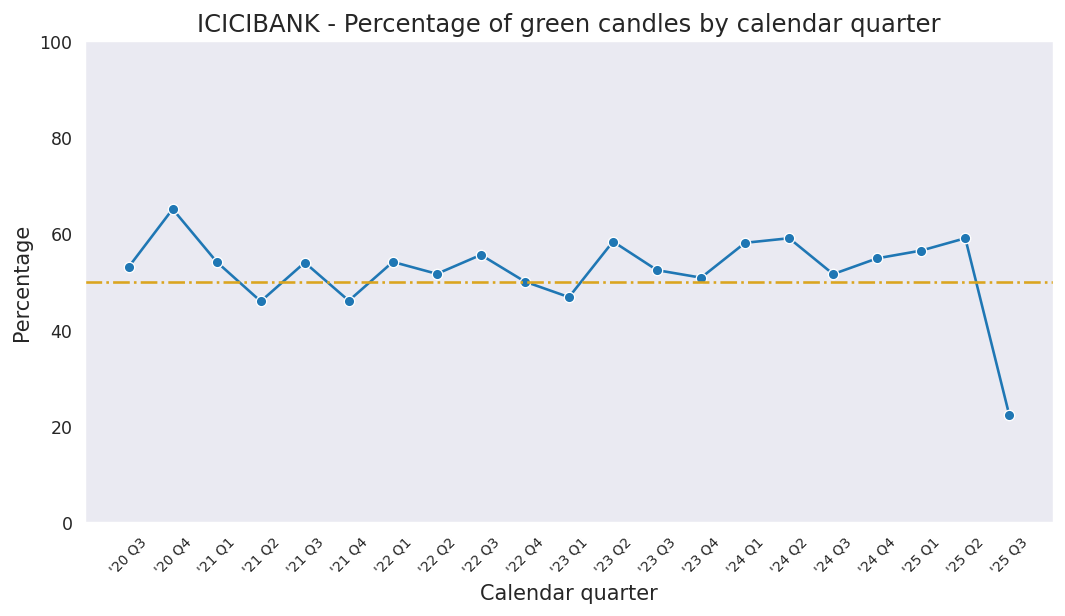 ICICIBANK - Percentage of green candles by calendar quarter
Percentage
100
80
60
40
20
0
'20 Q3
'20 Q4
'21 Q1
'21 Q2
'21 Q3
'21 Q4
'22 Q1
'22 Q2
'22 Q3
'22 Q4
'23 Q1
'23 Q2
'23 Q3
'23 Q4
'24 Q1
'24 Q2
'24 Q3
'24 Q4
'25 Q1
'25 Q2
'25 Q3
Calendar quarter